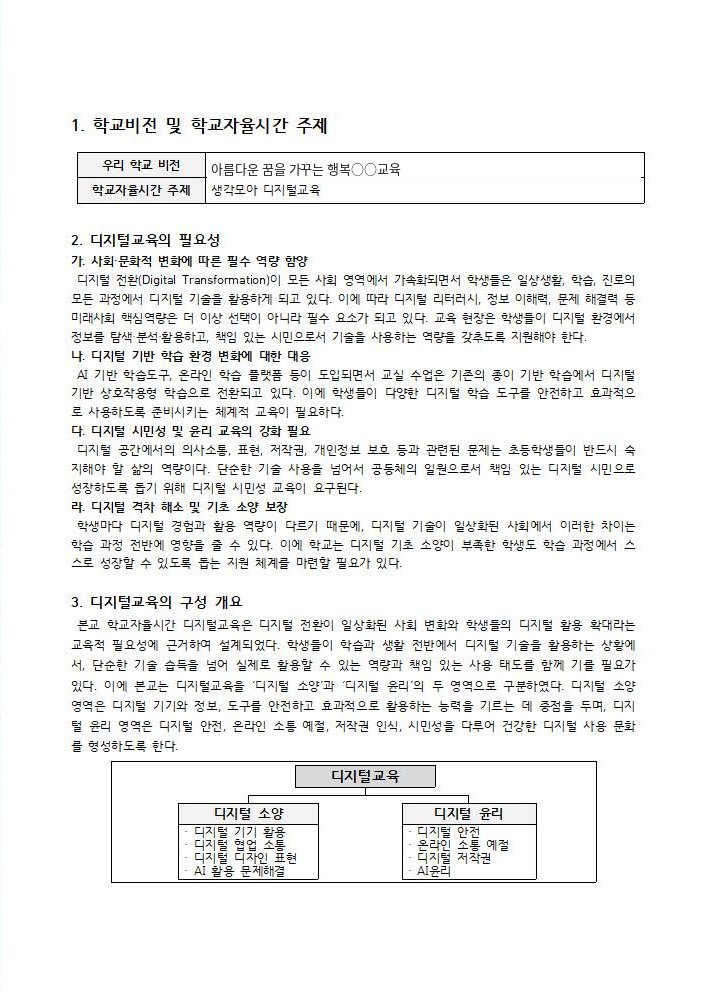 1. 학교비전 및 학교자율시간 주제
우리 학교 비전 아름다운 꿈을 가꾸는 행복○○교육
학교자율시간 주제 생각모아 디지털교육
2. 디지털교육의 필요성
가. 사회·문화적 변화에 따른 필수 역량 함양
디지털 전환(Digital Transformation)이 모든 사회 영역에서 가속화되면서 학생들은 일상생활, 학습, 진로의
모든 과정에서 디지털 기술을 활용하게 되고 있다. 이에 따라 디지털 리터러시, 정보 이해력, 문제 해결력 등
미래사회 핵심역량은 더 이상 선택이 아니라 필수 요소가 되고 있다. 교육 현장은 학생들이 디지털 환경에서
정보를 탐색·분석·활용하고, 책임 있는 시민으로서 기술을 사용하는 역량을 갖추도록 지원해야 한다.
나. 디지털 기반 학습 환경 변화에 대한 대응
AI 기반 학습도구, 온라인 학습 플랫폼 등이 도입되면서 교실 수업은 기존의 종이 기반 학습에서 디지털
기반 상호작용형 학습으로 전환되고 있다. 이에 학생들이 다양한 디지털 학습 도구를 안전하고 효과적으
로 사용하도록 준비시키는 체계적 교육이 필요하다.
다. 디지털 시민성 및 윤리 교육의 강화 필요
디지털 공간에서의 의사소통, 표현, 저작권, 개인정보 보호 등과 관련된 문제는 초등학생들이 반드시 숙
지해야 할 삶의 역량이다. 단순한 기술 사용을 넘어서 공동체의 일원으로서 책임 있는 디지털 시민으로
성장하도록 돕기 위해 디지털 시민성 교육이 요구된다.
라. 디지털 격차 해소 및 기초 소양 보장
학생마다 디지털 경험과 활용 역량이 다르기 때문에, 디지털 기술이 일상화된 사회에서 이러한 차이는
학습 과정 전반에 영향을 줄 수 있다. 이에 학교는 디지털 기초 소양이 부족한 학생도 학습 과정에서 스
스로 성장할 수 있도록 돕는 지원 체계를 마련할 필요가 있다.
3. 디지털교육의 구성 개요
본교 학교자율시간 디지털교육은 디지털 전환이 일상화된 사회 변화와 학생들의 디지털 활용 확대라는
교육적 필요성에 근거하여 설계되었다. 학생들이 학습과 생활 전반에서 디지털 기술을 활용하는 상황에
서, 단순한 기술 습득을 넘어 실제로 활용할 수 있는 역량과 책임 있는 사용 태도를 함께 기를 필요가
있다. 이에 본교는 디지털교육을 ‘디지털 소양’과 ‘디지털 윤리’의 두 영역으로 구분하였다. 디지털 소양
영역은 디지털 기기와 정보, 도구를 안전하고 효과적으로 활용하는 능력을 기르는 데 중점을 두며, 디지
털 윤리 영역은 디지털 안전, 온라인 소통 예절, 저작권 인식, 시민성을 다루어 건강한 디지털 사용 문화
를 형성하도록 한다.
디지털교육
디지털 소양
· 디지털 기기 활용
· 디지털 협업 소통
· 디지털 디자인 표현
· AI 활용 문제해결
디지털 윤리
· 디지털 안전
· 온라인 소통 예절
· 디지털 저작권
· AI윤리